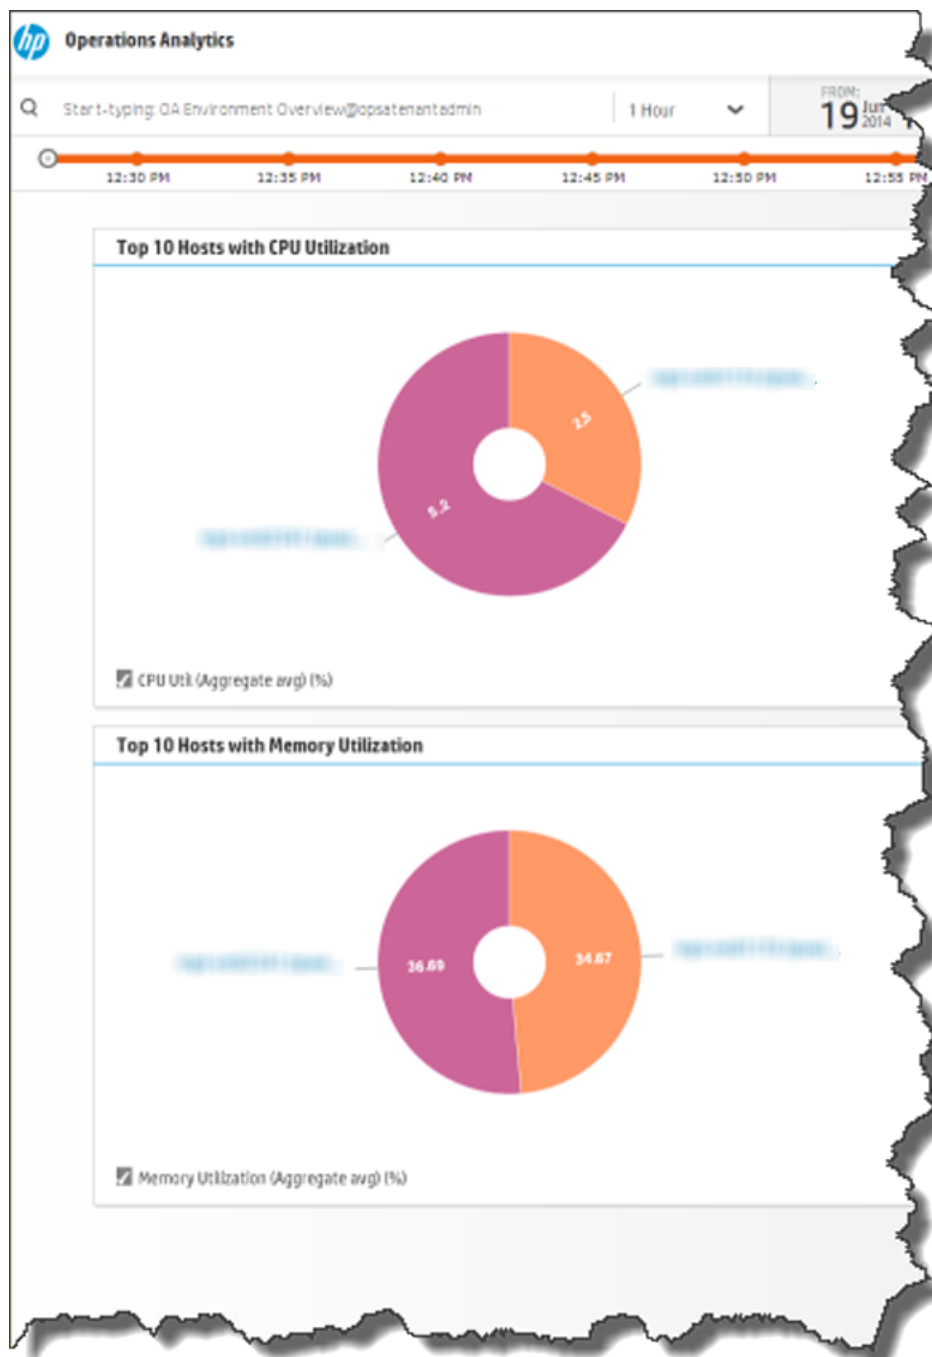 hp Operations Analytics
Start-typing: OA Environment Overview@opsatenantadmin
1 Hour
FROM:
19 Jun
2014
12:30 PM 12:35 PM 12:40 PM 12:45 PM 12:50 PM 12:55 PM
Top 10 Hosts with CPU Utilization
2.5
5.2
CPU Util (Aggregate avg) (%)
Top 10 Hosts with Memory Utilization
36.69 34.67
Memory Utilization (Aggregate avg) (%)